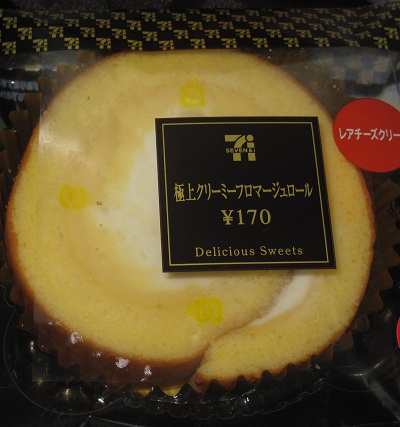 SEVEN & i
極上クリーミーフロマージュロール
¥170
Delicious Sweets
レアチーズクリー